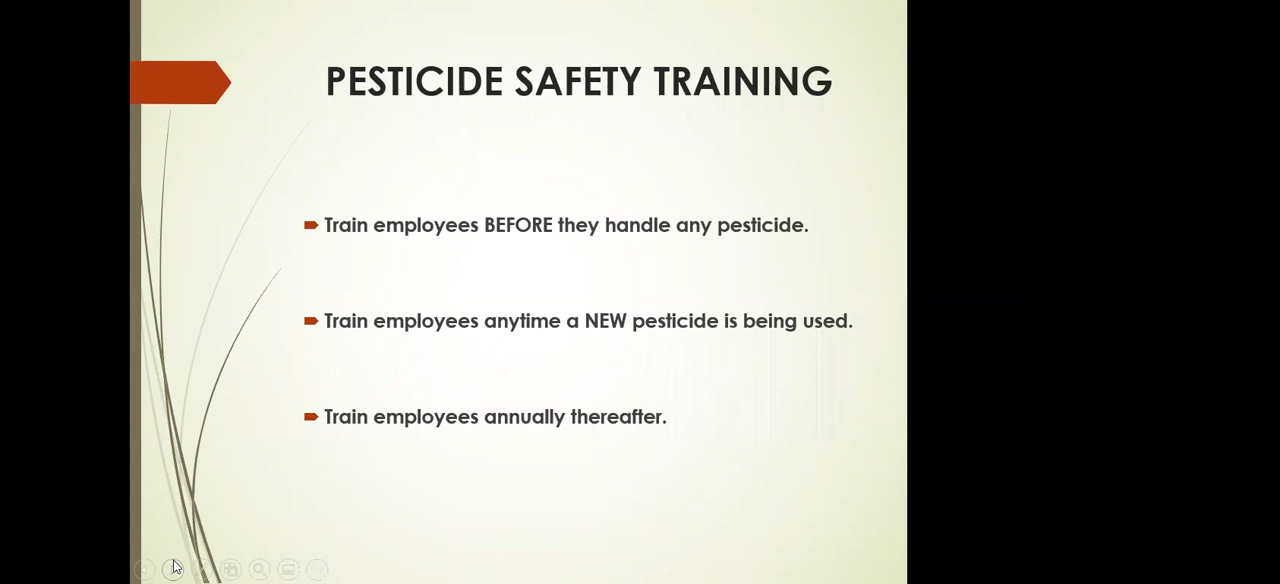 PESTICIDE SAFETY TRAINING
Train employees BEFORE they handle any pesticide.
Train employees anytime a NEW pesticide is being used.
Train employees annually thereafter.